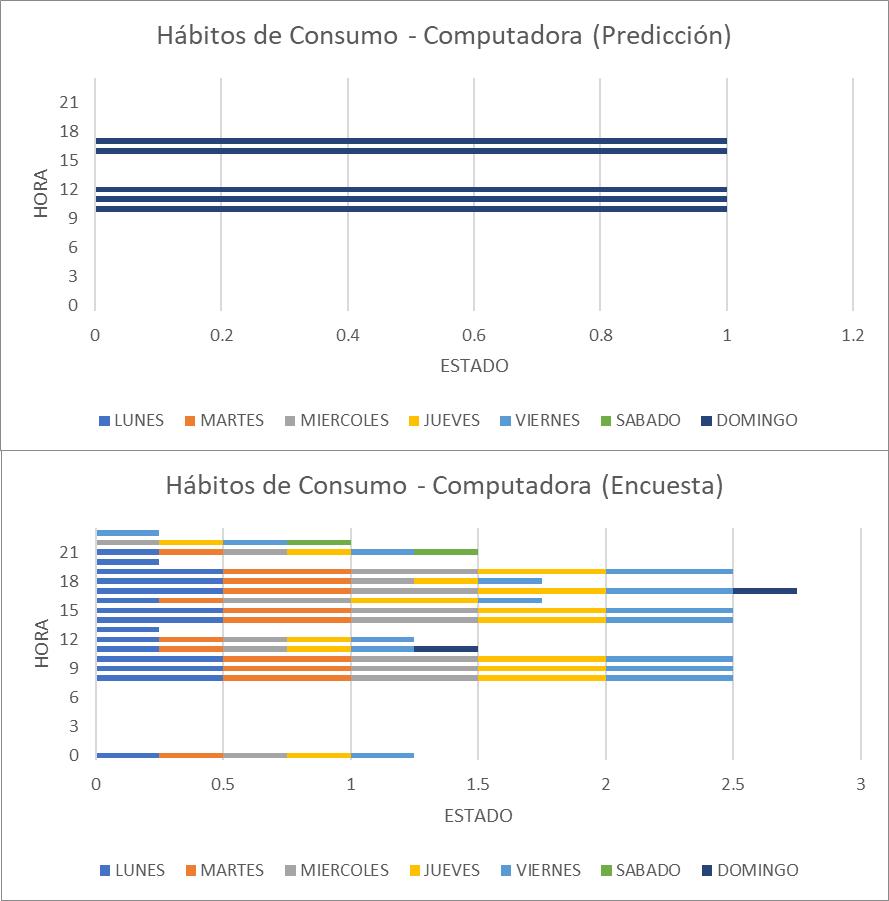 Hábitos de Consumo - Computadora (Predicción)
21
18
15
12
9
6
3
0
HORA
0 0.2 0.4 0.6 0.8 1 1.2
ESTADO
LUNES MARTES MIERCOLES JUEVES VIERNES SABADO DOMINGO
Hábitos de Consumo - Computadora (Encuesta)
21
18
15
12
9
6
3
0
HORA
0 0.5 1 1.5 2 2.5 3
ESTADO
LUNES MARTES MIERCOLES JUEVES VIERNES SABADO DOMINGO